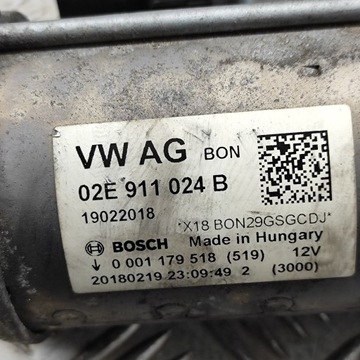 VW AG BON
02E 911 024 B
19022018
*X18 BON29GSGCDJ*
BOSCH Made in Hungary
0 001 179 518 (519) 12V
20180219 23:09:49 2 (3000)